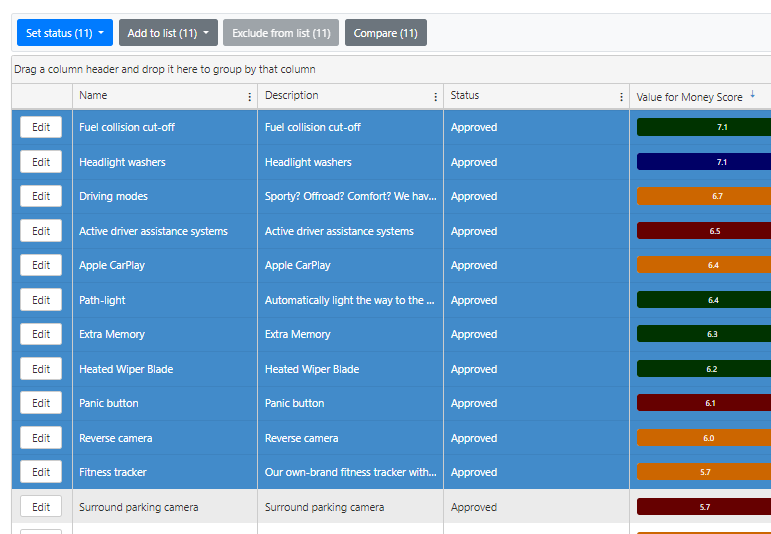 Set status (11) Add to list (11) Exclude from list (11) Compare (11)
Drag a column header and drop it here to group by that column
Name Description Status Value for Money Score
Edit Fuel collision cut-off Fuel collision cut-off Approved 7.1
Edit Headlight washers Headlight washers Approved 7.1
Edit Driving modes Sporty? Offroad? Comfort? We hav... Approved 6.7
Edit Active driver assistance systems Active driver assistance systems Approved 6.5
Edit Apple CarPlay Apple CarPlay Approved 6.4
Edit Path-light Automatically light the way to the ... Approved 6.4
Edit Extra Memory Extra Memory Approved 6.3
Edit Heated Wiper Blade Heated Wiper Blade Approved 6.2
Edit Panic button Panic button Approved 6.1
Edit Reverse camera Reverse camera Approved 6.0
Edit Fitness tracker Our own-brand fitness tracker with... Approved 5.7
Edit Surround parking camera Surround parking camera Approved 5.7